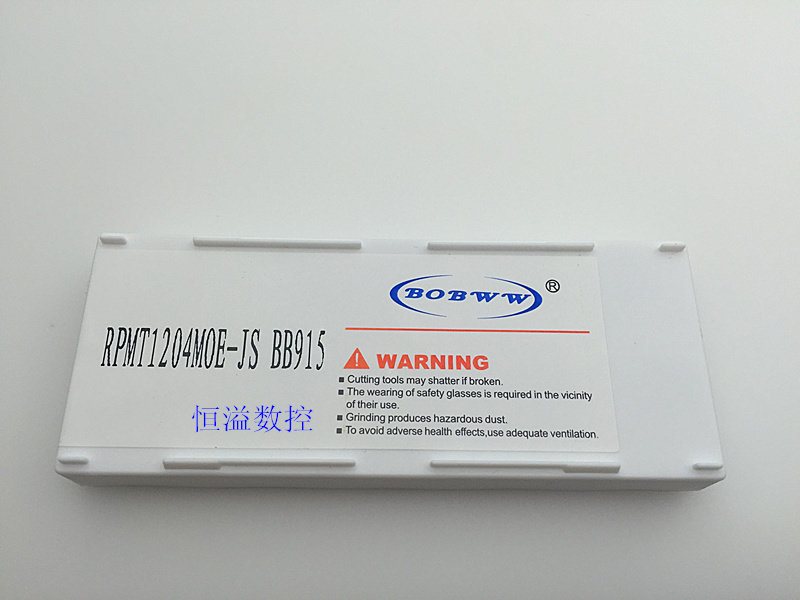 BOBWW®
RPMT1204MOE-JS BB915
WARNING
■ Cutting tools may shatter if broken.
■ The wearing of safety glasses is required in the vicinity
of their use.
■ Grinding produces hazardous dust.
■ To avoid adverse health effects,use adequate ventilation.
恒溢数控